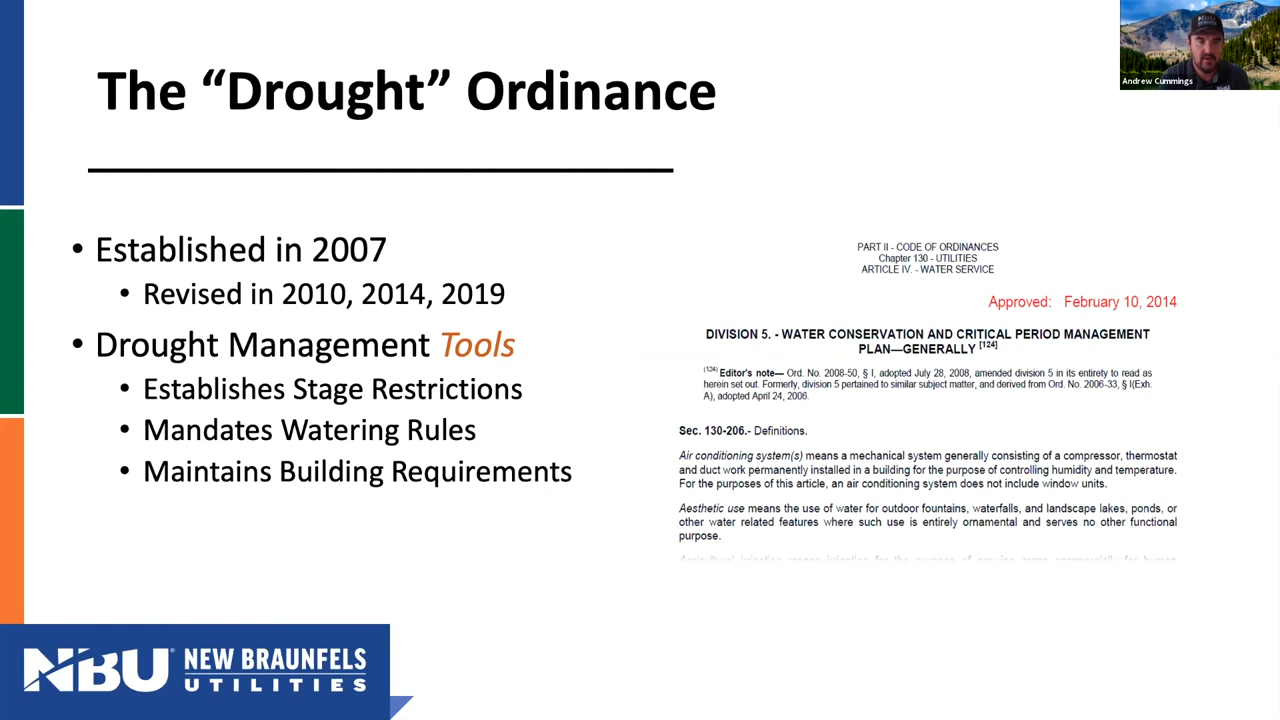 The “Drought” Ordinance
Andrew Cummings
• Established in 2007
• Revised in 2010, 2014, 2019
• Drought Management Tools
• Establishes Stage Restrictions
• Mandates Watering Rules
• Maintains Building Requirements
PART II - CODE OF ORDINANCES
Chapter 130 - UTILITIES
ARTICLE IV. - WATER SERVICE
Approved: February 10, 2014
DIVISION 5. - WATER CONSERVATION AND CRITICAL PERIOD MANAGEMENT
PLAN—GENERALLY [124]
(124) Editor's note— Ord. No. 2008-50, § I, adopted July 28, 2008, amended division 5 in its entirety to read as
herein set out. Formerly, division 5 pertained to similar subject matter, and derived from Ord. No. 2006-33, § I(Exh.
A), adopted April 24, 2006.
Sec. 130-206.- Definitions.
Air conditioning system(s) means a mechanical system generally consisting of a compressor, thermostat
and duct work permanently installed in a building for the purpose of controlling humidity and temperature.
For the purposes of this article, an air conditioning system does not include window units.
Aesthetic use means the use of water for outdoor fountains, waterfalls, and landscape lakes, ponds, or
other water related features where such use is entirely ornamental and serves no other functional
purpose.
NBU® NEW BRAUNFELS
UTILITIES